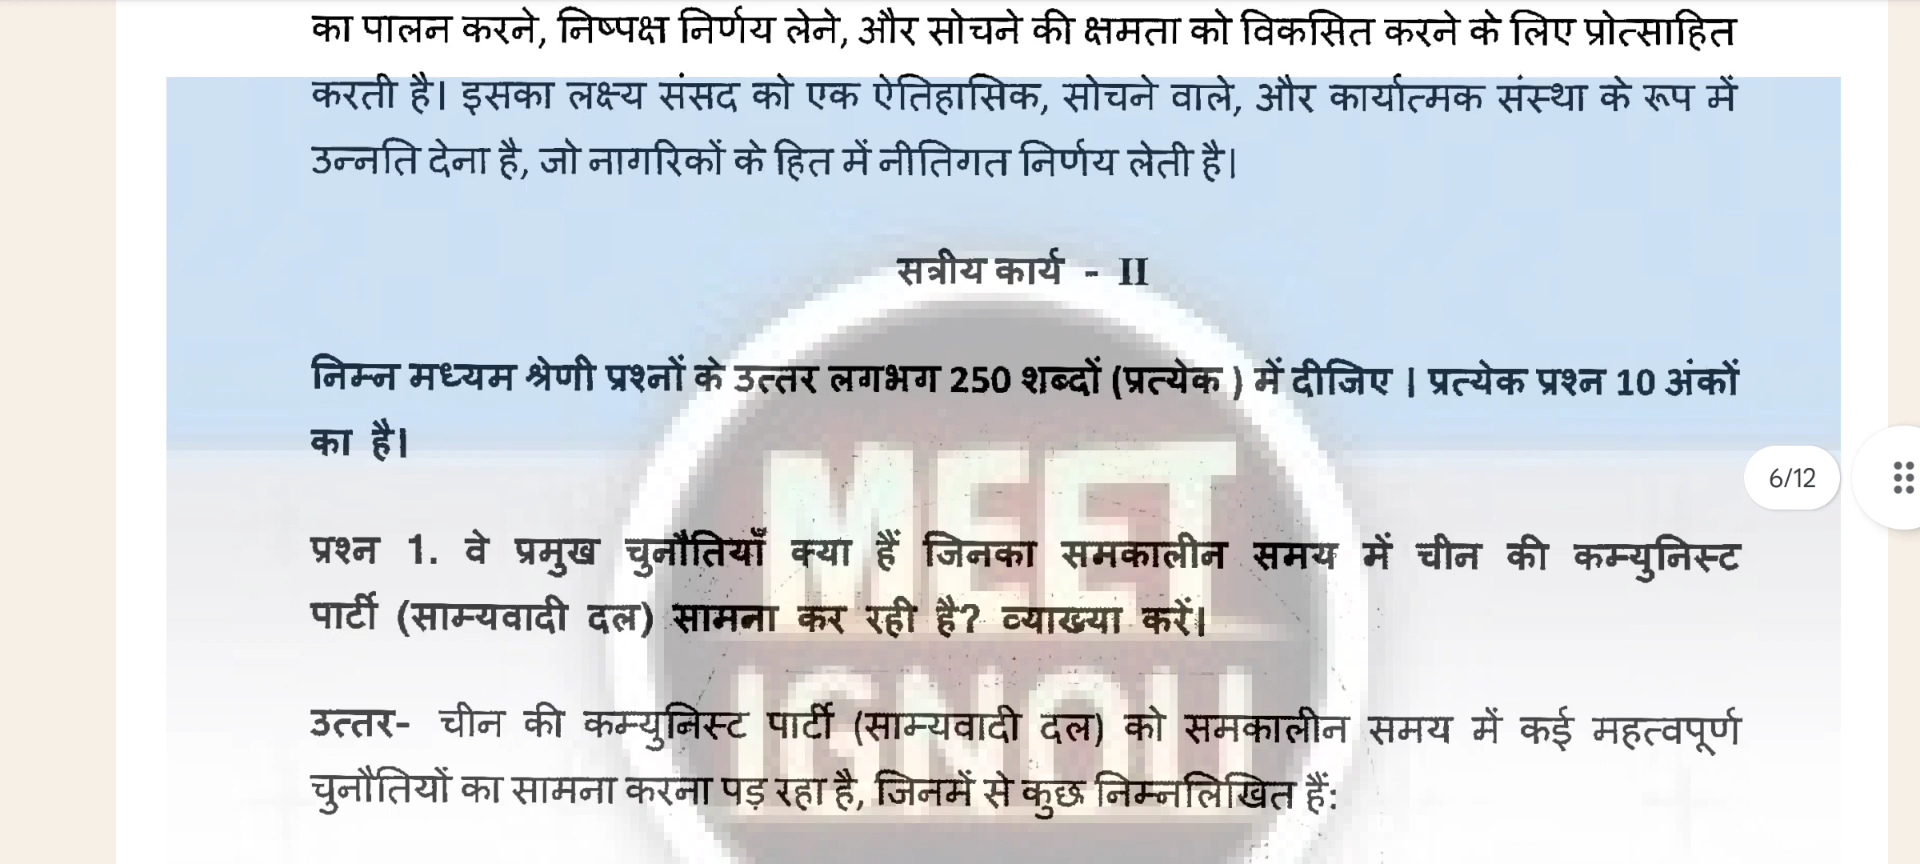 का पालन करने, निष्पक्ष निर्णय लेने, और सोचने की क्षमता को विकसित करने के लिए प्रोत्साहित
करती है। इसका लक्ष्य संसद को एक ऐतिहासिक, सोचने वाले, और कार्यात्मक संस्था के रूप में
उन्नति देना है, जो नागरिकों के हित में नीतिगत निर्णय लेती है।
सत्रीय कार्य - II
निम्न मध्यम श्रेणी प्रश्नों के उत्तर लगभग 250 शब्दों (प्रत्येक ) में दीजिए | प्रत्येक प्रश्न 10 अंकों
का है।
6/12
MEET
प्रश्न 1. वे प्रमुख चुनौतियाँ क्या हैं जिनका समकालीन समय में चीन की कम्युनिस्ट
पार्टी (साम्यवादी दल) सामना कर रही है? व्याख्या करें।
IGNOU
उत्तर- चीन की कम्युनिस्ट पार्टी (साम्यवादी दल) को समकालीन समय में कई महत्वपूर्ण
चुनौतियों का सामना करना पड़ रहा है, जिनमें से कुछ निम्नलिखित हैं: